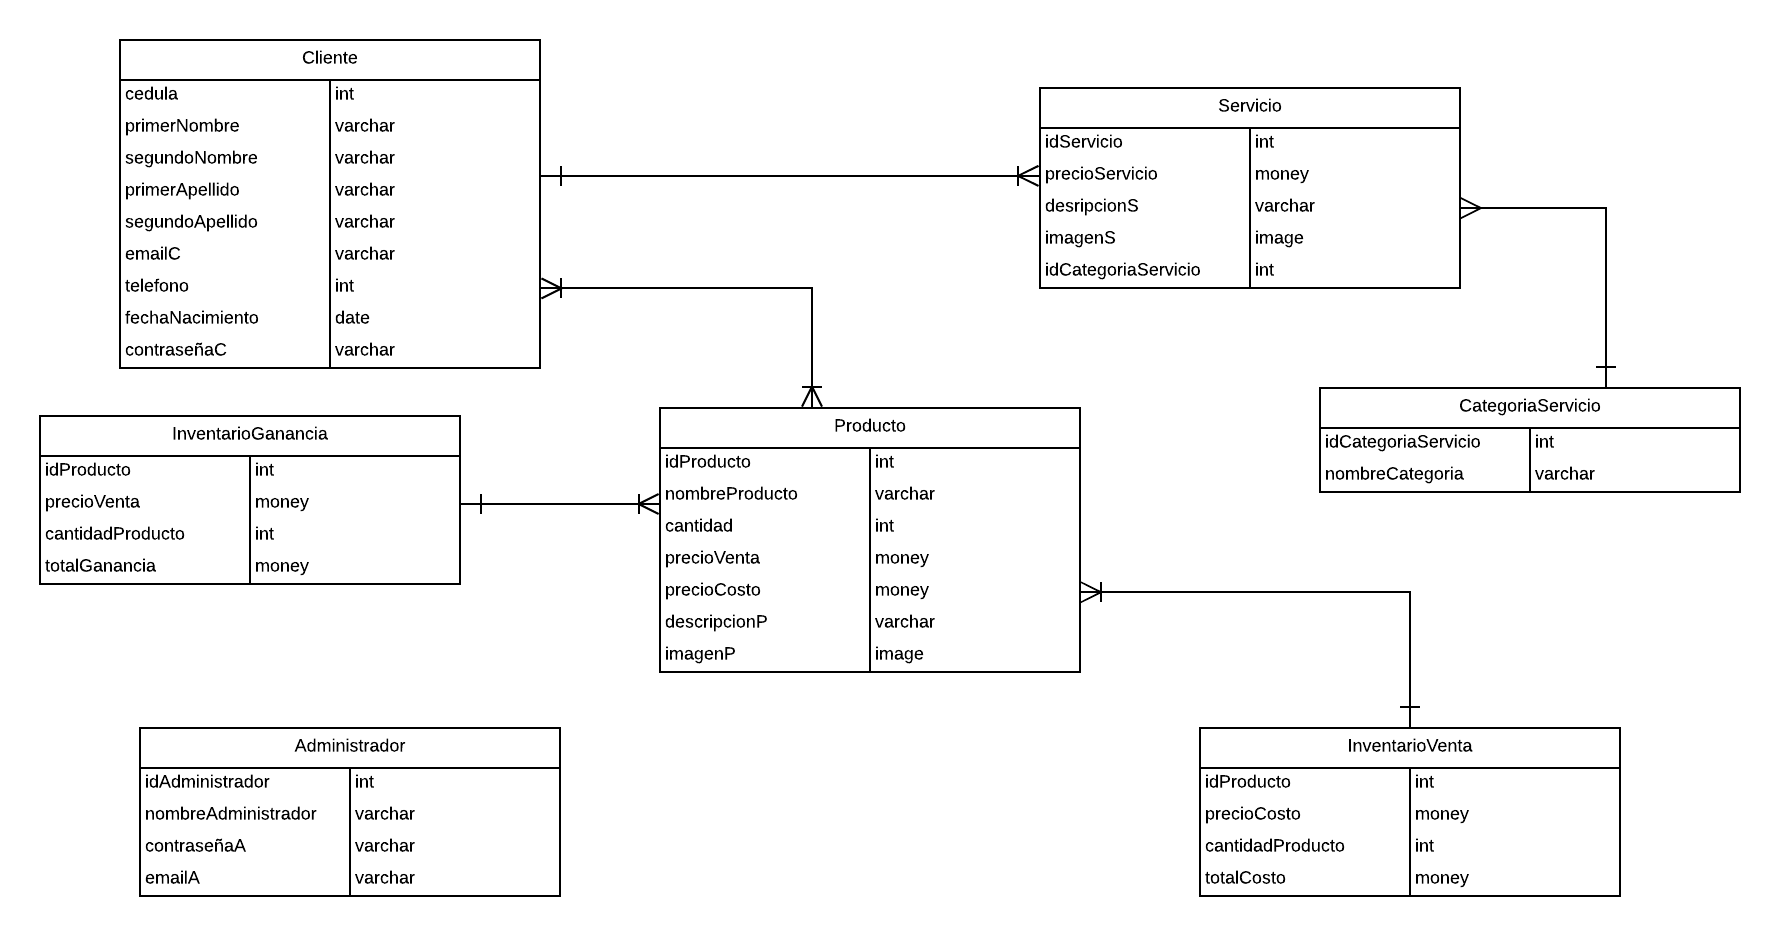 Cliente
cedula int
primerNombre varchar
segundoNombre varchar
primerApellido varchar
segundoApellido varchar
emailC varchar
telefono int
fechaNacimiento date
contraseñaC varchar
Servicio
idServicio int
precioServicio money
desripcionS varchar
imagenS image
idCategoriaServicio int
CategoriaServicio
idCategoriaServicio int
nombreCategoria varchar
InventarioGanancia
idProducto int
precioVenta money
cantidadProducto int
totalGanancia money
Producto
idProducto int
nombreProducto varchar
cantidad int
precioVenta money
precioCosto money
descripcionP varchar
imagenP image
Administrador
idAdministrador int
nombreAdministrador varchar
contraseñaA varchar
emailA varchar
InventarioVenta
idProducto int
precioCosto money
cantidadProducto int
totalCosto money